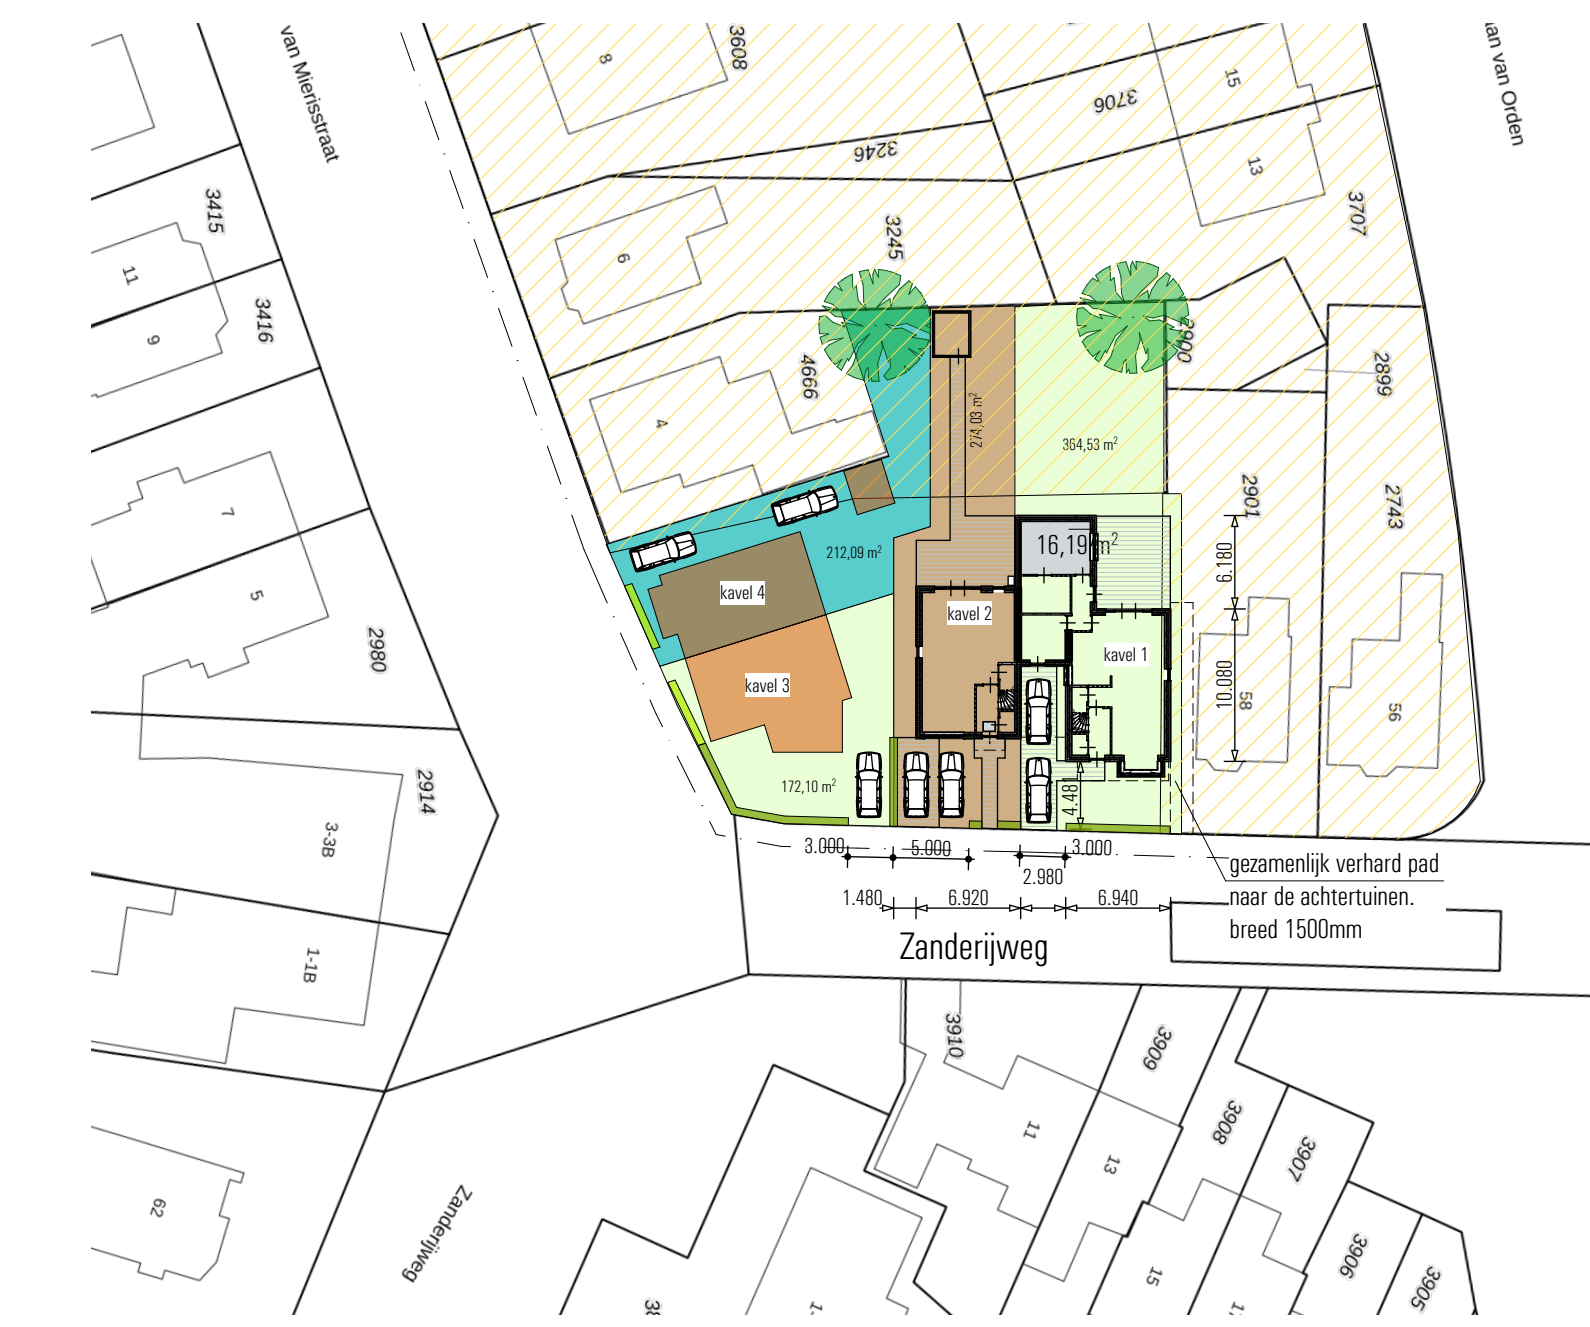 van Mierisstraat
8
3608
15
3706
aan van Orden
3246
13
3415
3245
3707
11
6
3416
9
2900
4666
2899
4
274,03 m²
364,53 m²
7
2901
2743
16,19 m²
212,09 m²
6.180
5
kavel 4
kavel 2
2980
kavel 1
kavel 3
10.080
58
56
172,10 m²
4.48
2914
3-3B
3.000
5.000
3.000
2.980
1.480
6.920
6.940
gezamenlijk verhard pad
naar de achtertuinen.
breed 1500mm
Zanderijweg
1-1B
3910
3909
11
3908
13
3907
62
Zanderijweg
15
3906
3905
38
1-